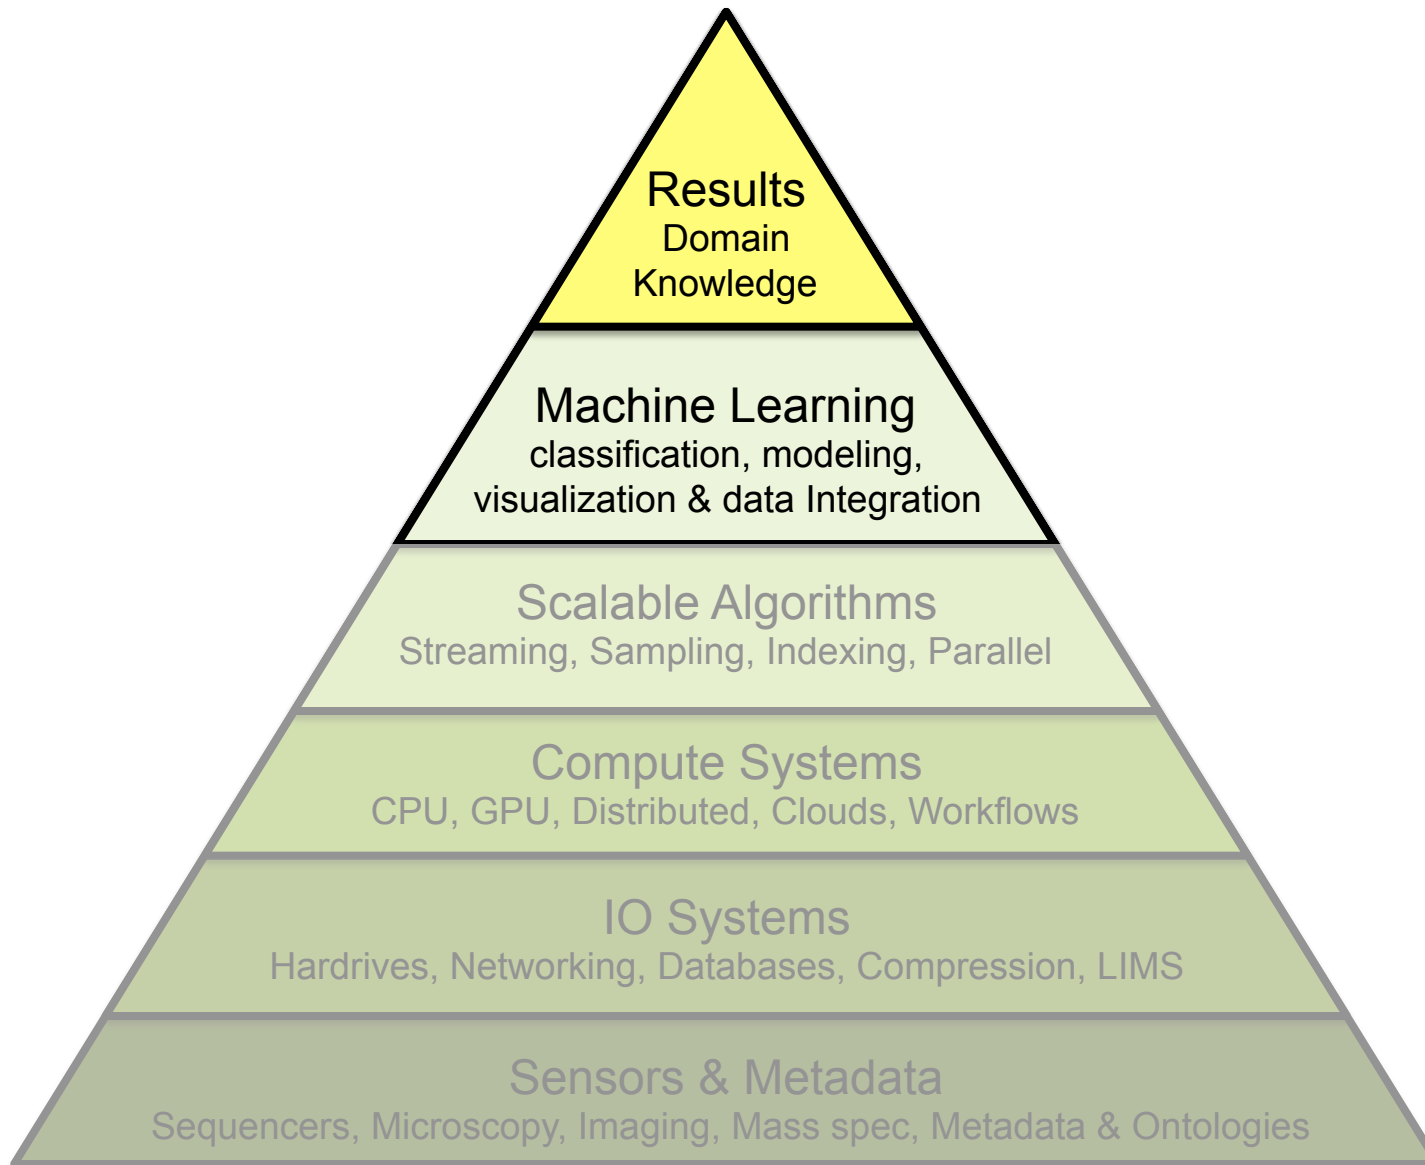 Results
Domain
Knowledge
Machine Learning
classification, modeling,
visualization & data Integration
Scalable Algorithms
Streaming, Sampling, Indexing, Parallel
Compute Systems
CPU, GPU, Distributed, Clouds, Workflows
IO Systems
Hardrives, Networking, Databases, Compression, LIMS
Sensors & Metadata
Sequencers, Microscopy, Imaging, Mass spec, Metadata & Ontologies